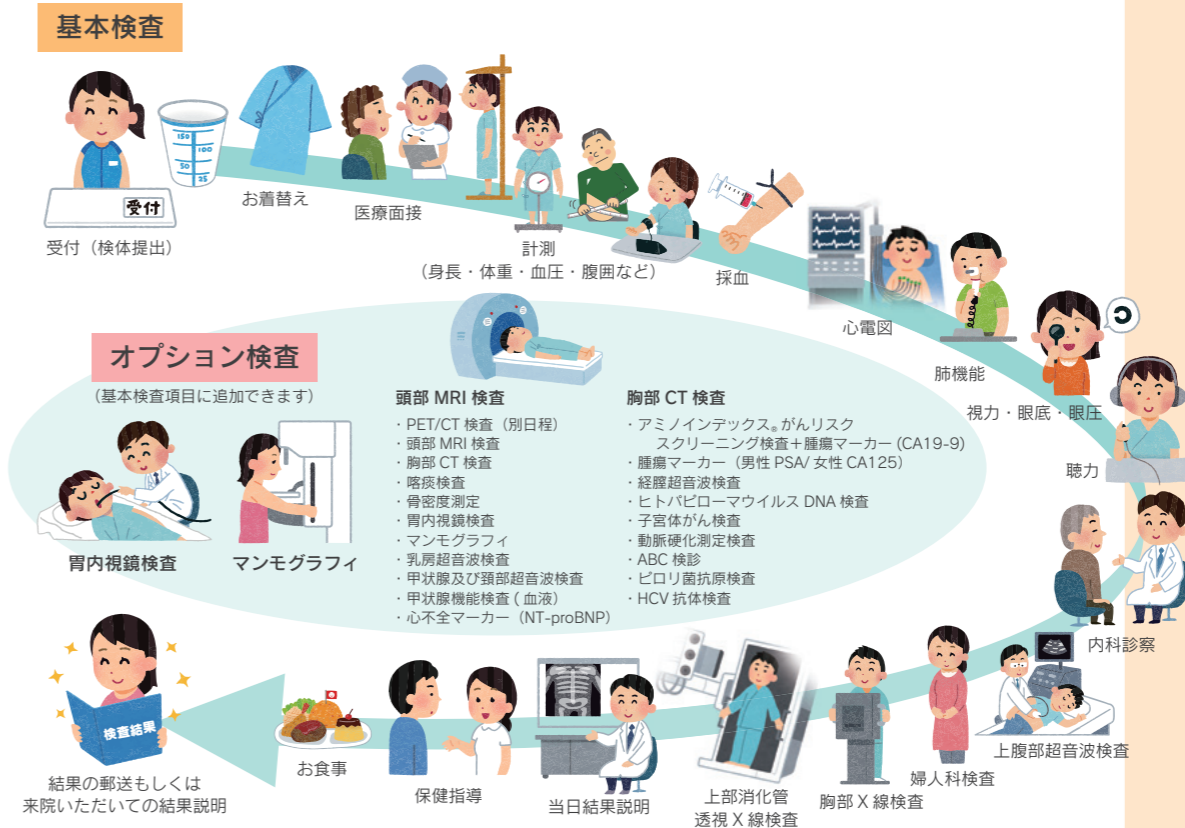 基本検査
150
100
50
25
受付
受付（検体提出）
お着替え
医療面接
計測
（身長・体重・血圧・腹囲など）
採血
心電図
肺機能
視力・眼底・眼圧
聴力
内科診察
上腹部超音波検査
婦人科検査
胸部 X 線検査
上部消化管
透視 X 線検査
当日結果説明
保健指導
お食事
検査結果
結果の郵送もしくは
来院いただいての結果説明
オプション検査
（基本検査項目に追加できます）
胃内視鏡検査
マンモグラフィ
頭部 MRI 検査
・PET/CT 検査（別日程）
・頭部 MRI 検査
・胸部 CT 検査
・喀痰検査
・骨密度測定
・胃内視鏡検査
・マンモグラフィ
・乳房超音波検査
・甲状腺及び頸部超音波検査
・甲状腺機能検査 ( 血液）
・心不全マーカー（NT-proBNP）
胸部 CT 検査
・アミノインデックス® がんリスク
スクリーニング検査＋腫瘍マーカー (CA19-9)
・腫瘍マーカー（男性 PSA/ 女性 CA125）
・経膣超音波検査
・ヒトパピローマウイルス DNA 検査
・子宮体がん検査
・動脈硬化測定検査
・ABC 検診
・ピロリ菌抗原検査
・HCV 抗体検査